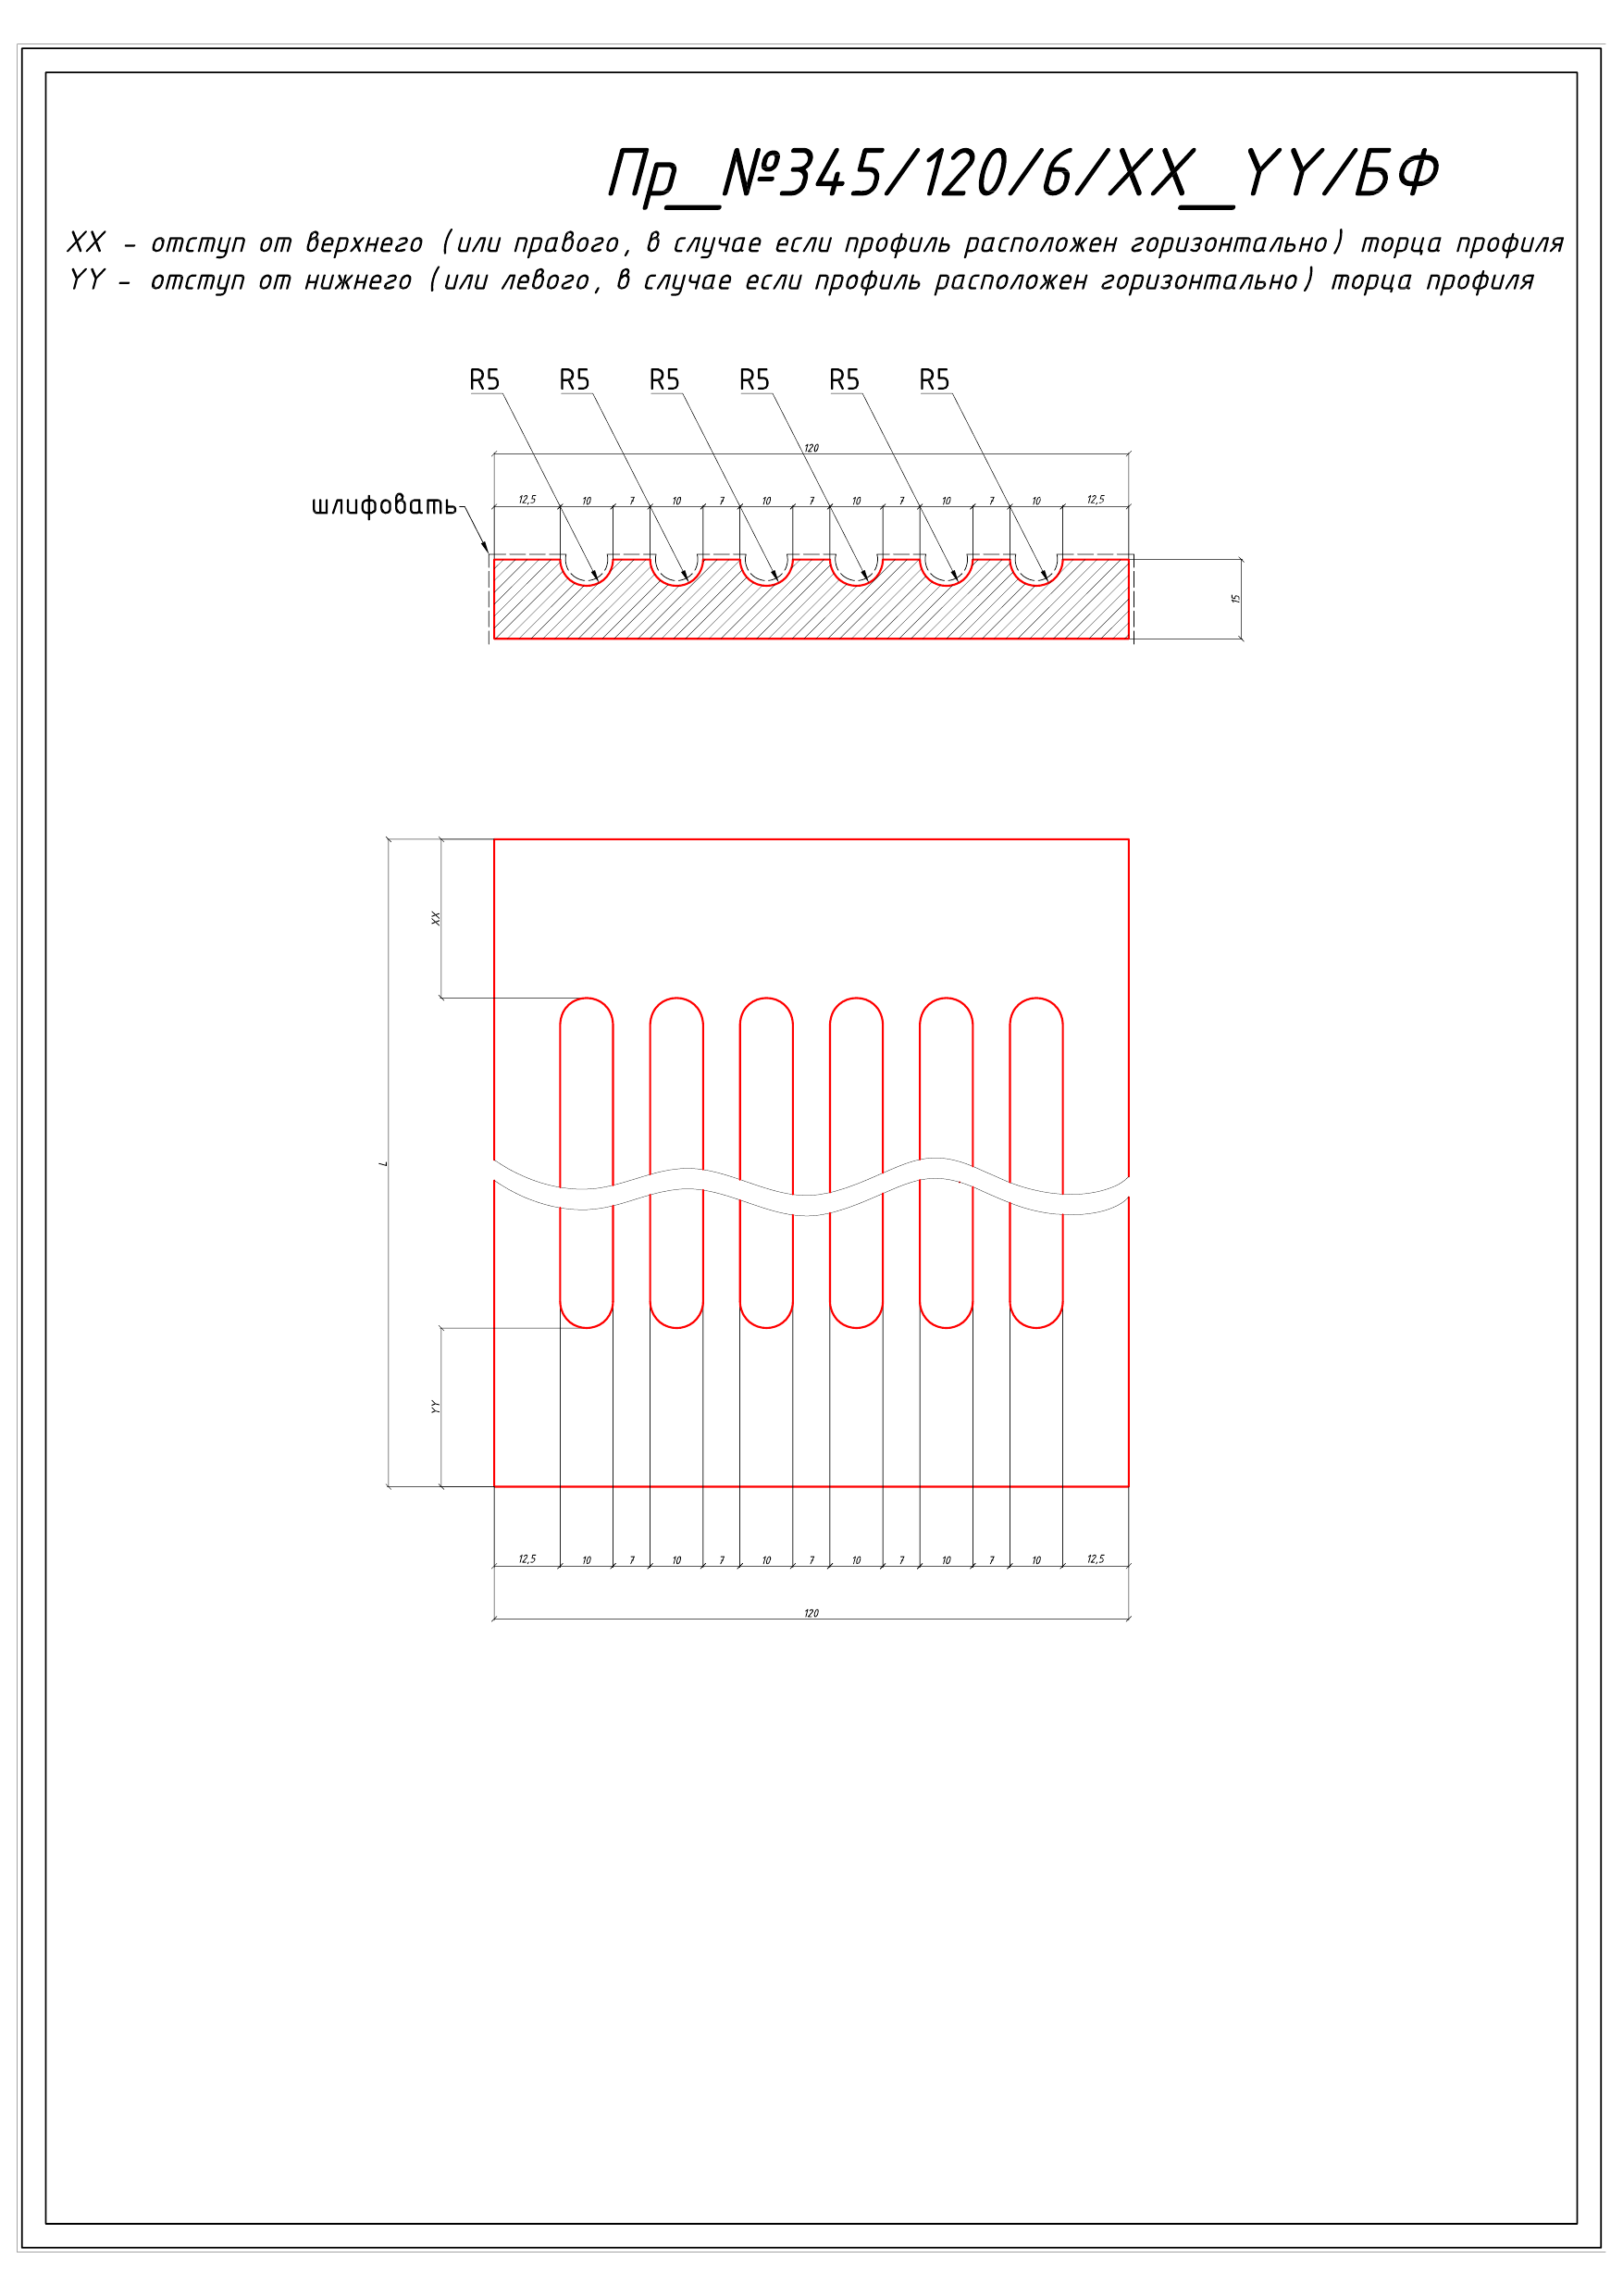 Пр_№345/120/6/XX_YY/БФ
XX - отступ от верхнего (или правого, в случае если профиль расположен горизонтально) торца профиля
YY - отступ от нижнего (или левого, в случае если профиль расположен горизонтально) торца профиля
R5 R5 R5 R5 R5 R5
120
12,5 10 7 10 7 10 7 10 7 10 7 10 12,5
шлифовать
15
XX
L
YY
12,5 10 7 10 7 10 7 10 7 10 7 10 12,5
120